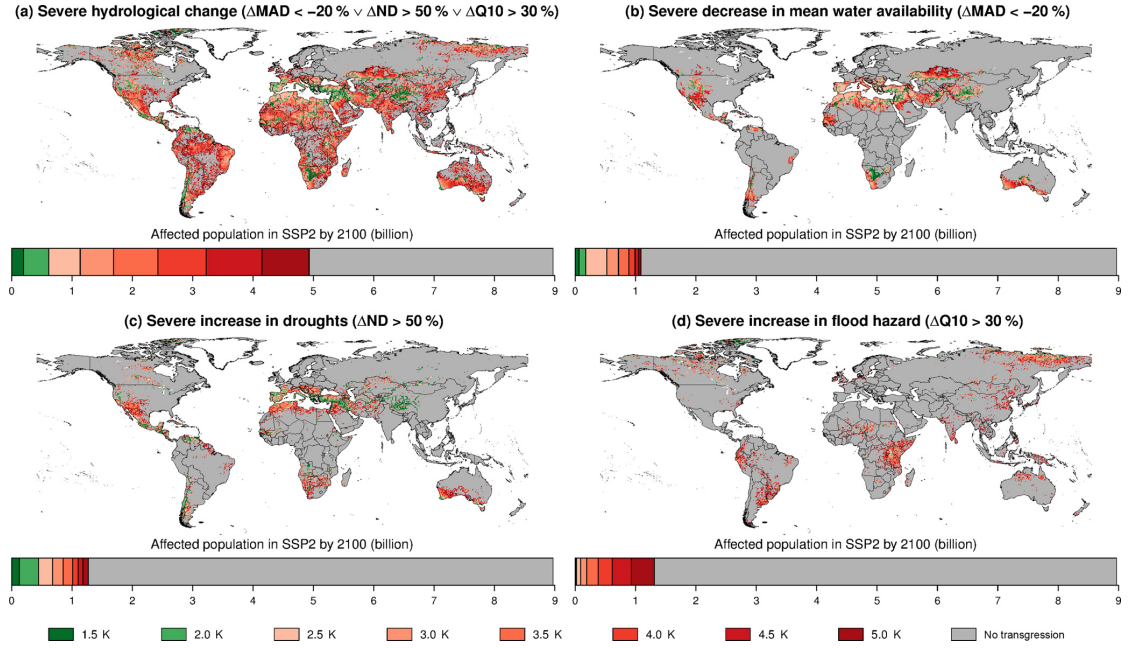 (a) Severe hydrological change (ΔMAD < −20 % ∨ ΔND > 50 % ∨ ΔQ10 > 30 %)
Affected population in SSP2 by 2100 (billion)
0 1 2 3 4 5 6 7 8 9
(b) Severe decrease in mean water availability (ΔMAD < −20 %)
Affected population in SSP2 by 2100 (billion)
0 1 2 3 4 5 6 7 8 9
(c) Severe increase in droughts (ΔND > 50 %)
Affected population in SSP2 by 2100 (billion)
0 1 2 3 4 5 6 7 8 9
(d) Severe increase in flood hazard (ΔQ10 > 30 %)
Affected population in SSP2 by 2100 (billion)
0 1 2 3 4 5 6 7 8 9
1.5 K 2.0 K 2.5 K 3.0 K 3.5 K 4.0 K 4.5 K 5.0 K No transgression